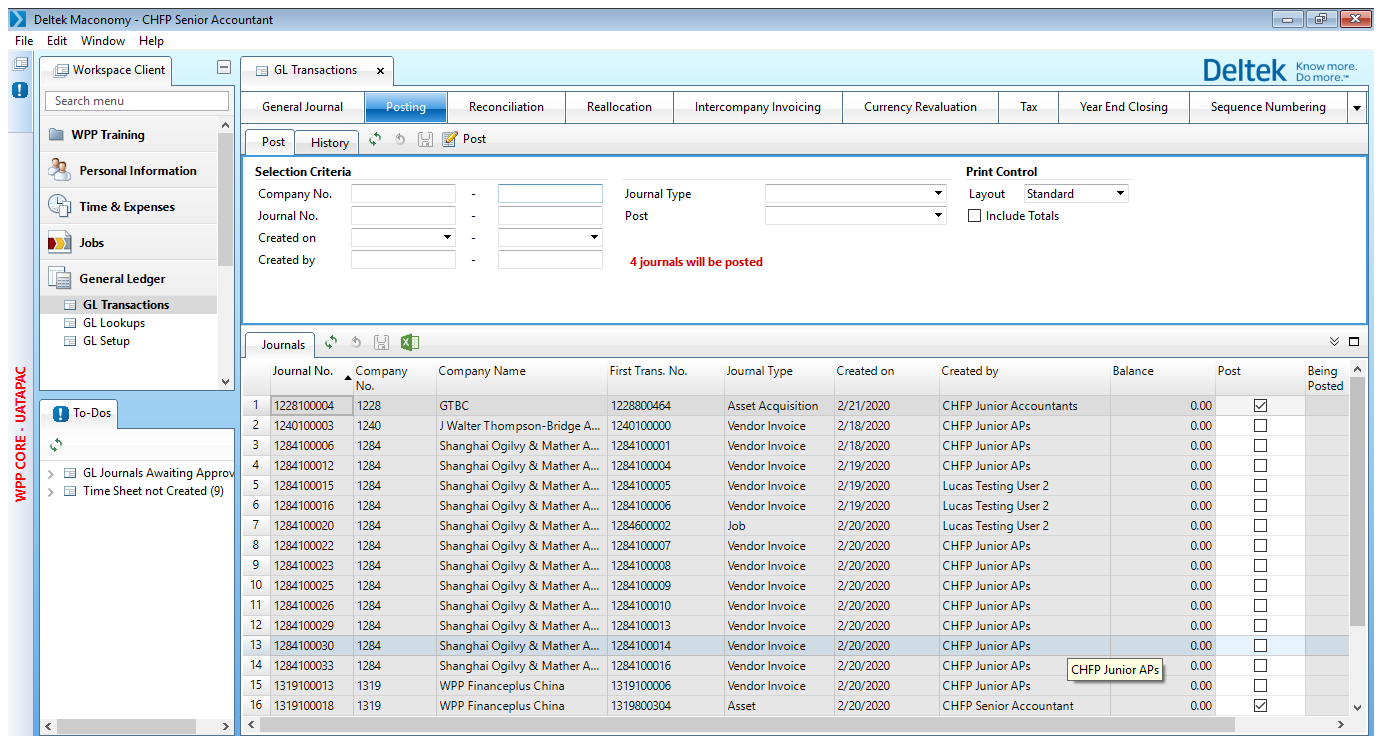 Deltek Maconomy - CHFP Senior Accountant
File Edit Window Help
Workspace Client
GL Transactions
Deltek Know more. Do more.™
Search menu
General Journal Posting Reconciliation Reallocation Intercompany Invoicing Currency Revaluation Tax Year End Closing Sequence Numbering
WPP Training
Personal Information
Time & Expenses
Jobs
General Ledger
GL Transactions
GL Lookups
GL Setup
WPP CORE - UATAPAC
To-Dos
GL Journals Awaiting Approv
Time Sheet not Created (9)
Post History Post
Selection Criteria Print Control
Company No. - Journal Type Layout Standard
Journal No. - Post Include Totals
Created on -
Created by - 4 journals will be posted
Journals
Journal No. Company No. Company Name First Trans. No. Journal Type Created on Created by Balance Post Being Posted
1 1228100004 1228 GTBC 1228800464 Asset Acquisition 2/21/2020 CHFP Junior Accountants 0.00
2 1240100003 1240 J Walter Thompson-Bridge A... 1240100000 Vendor Invoice 2/18/2020 CHFP Junior APs 0.00
3 1284100006 1284 Shanghai Ogilvy & Mather A... 1284100001 Vendor Invoice 2/18/2020 CHFP Junior APs 0.00
4 1284100012 1284 Shanghai Ogilvy & Mather A... 1284100004 Vendor Invoice 2/19/2020 CHFP Junior APs 0.00
5 1284100015 1284 Shanghai Ogilvy & Mather A... 1284100005 Vendor Invoice 2/19/2020 Lucas Testing User 2 0.00
6 1284100016 1284 Shanghai Ogilvy & Mather A... 1284100006 Vendor Invoice 2/19/2020 Lucas Testing User 2 0.00
7 1284100020 1284 Shanghai Ogilvy & Mather A... 1284600002 Job 2/20/2020 Lucas Testing User 2 0.00
8 1284100022 1284 Shanghai Ogilvy & Mather A... 1284100007 Vendor Invoice 2/20/2020 CHFP Junior APs 0.00
9 1284100023 1284 Shanghai Ogilvy & Mather A... 1284100008 Vendor Invoice 2/20/2020 CHFP Junior APs 0.00
10 1284100025 1284 Shanghai Ogilvy & Mather A... 1284100009 Vendor Invoice 2/20/2020 CHFP Junior APs 0.00
11 1284100026 1284 Shanghai Ogilvy & Mather A... 1284100010 Vendor Invoice 2/20/2020 CHFP Junior APs 0.00
12 1284100029 1284 Shanghai Ogilvy & Mather A... 1284100013 Vendor Invoice 2/20/2020 CHFP Junior APs 0.00
13 1284100030 1284 Shanghai Ogilvy & Mather A... 1284100014 Vendor Invoice 2/20/2020 CHFP Junior APs 0.00
14 1284100033 1284 Shanghai Ogilvy & Mather A... 1284100016 Vendor Invoice 2/20/2020 CHFP Junior APs 0.00
CHFP Junior APs
15 1319100013 1319 WPP Financeplus China 1319100006 Vendor Invoice 2/20/2020 CHFP Junior APs 0.00
16 1319100018 1319 WPP Financeplus China 1319800304 Asset 2/20/2020 CHFP Senior Accountant 0.00